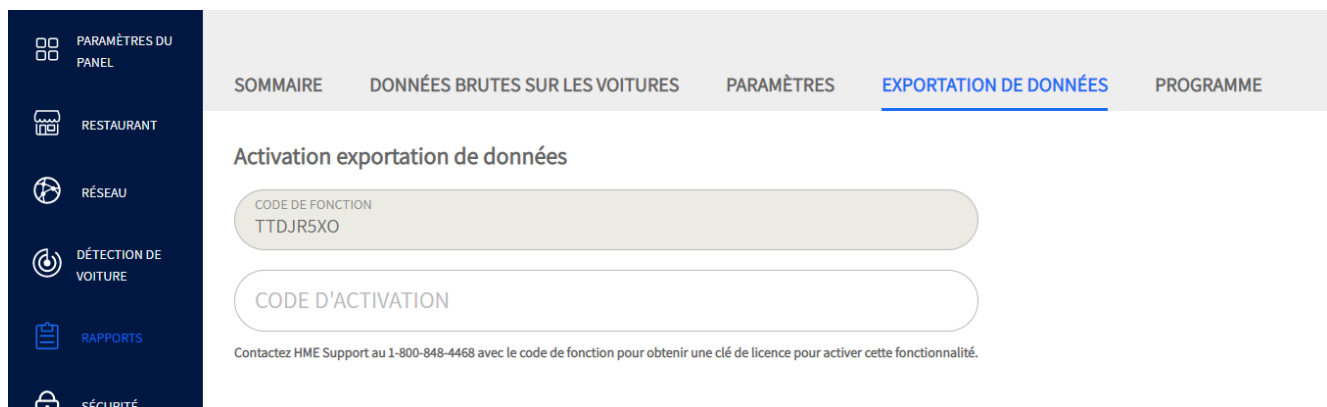 PARAMÈTRES DU
PANEL
RESTAURANT
RÉSEAU
DÉTECTION DE
VOITURE
RAPPORTS
SÉCURITÉ
SOMMAIRE DONNÉES BRUTES SUR LES VOITURES PARAMÈTRES EXPORTATION DE DONNÉES PROGRAMME
Activation exportation de données
CODE DE FONCTION
TTDJR5XO
CODE D'ACTIVATION
Contactez HME Support au 1-800-848-4468 avec le code de fonction pour obtenir une clé de licence pour activer cette fonctionnalité.